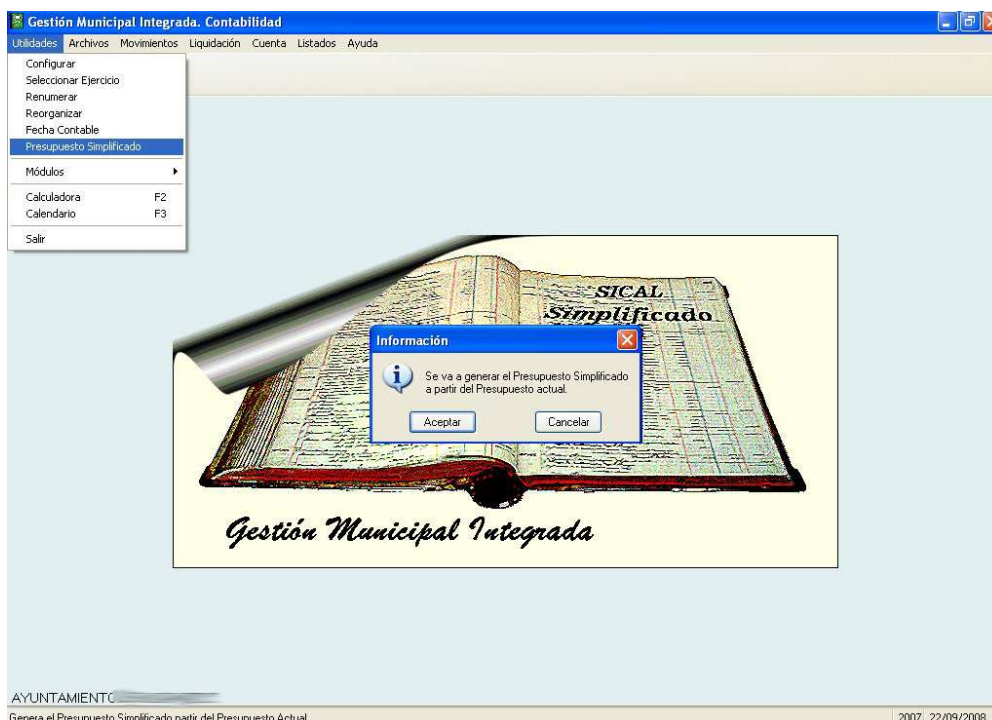 Gestión Municipal Integrada. Contabilidad
Utilidades Archivos Movimientos Liquidación Cuenta Listados Ayuda
Configurar
Seleccionar Ejercicio
Renumerar
Reorganizar
Fecha Contable
Presupuesto Simplificado
Módulos
Calculadora F2
Calendario F3
Salir
SICAL
Simplificado
Información
Se va a generar el Presupuesto Simplificado
a partir del Presupuesto actual.
Aceptar Cancelar
Gestión Municipal Integrada
AYUNTAMIENTO
Genera el Presupuesto Simplificado partir del Presupuesto Actual 2007 22/09/2008